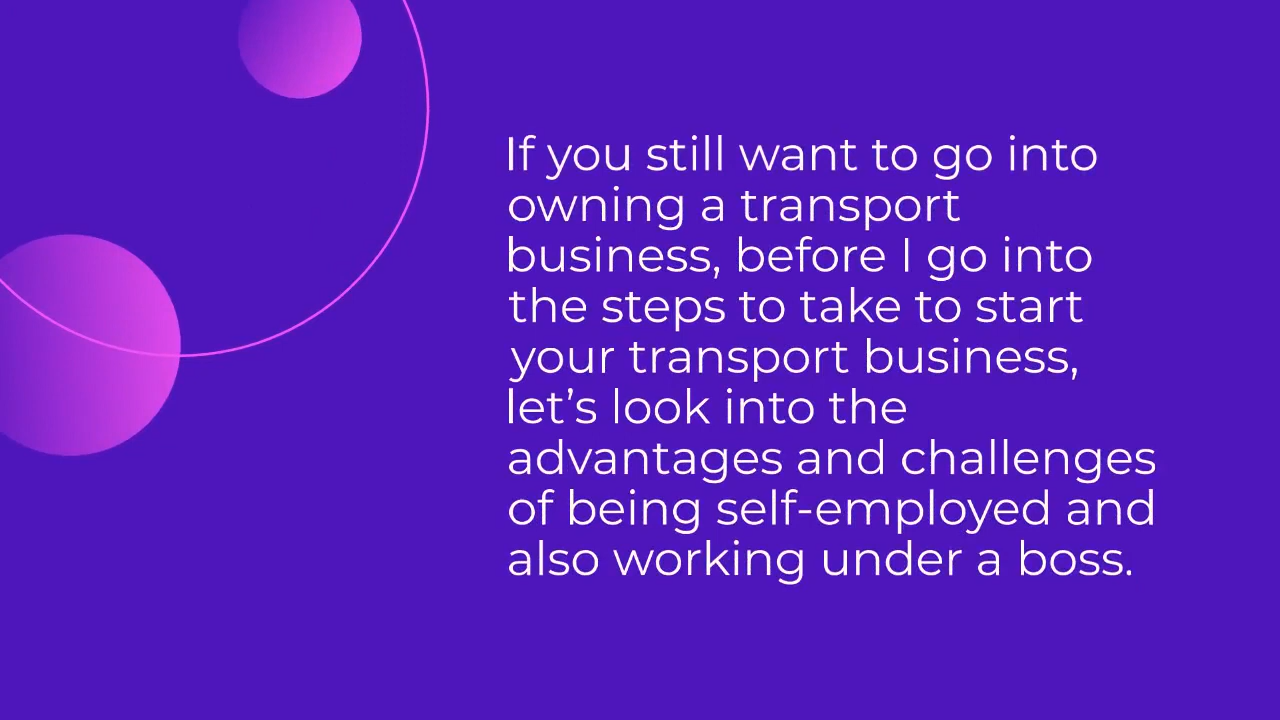 If you still want to go into
owning a transport
business, before I go into
the steps to take to start
your transport business,
let’s look into the
advantages and challenges
of being self-employed and
also working under a boss.